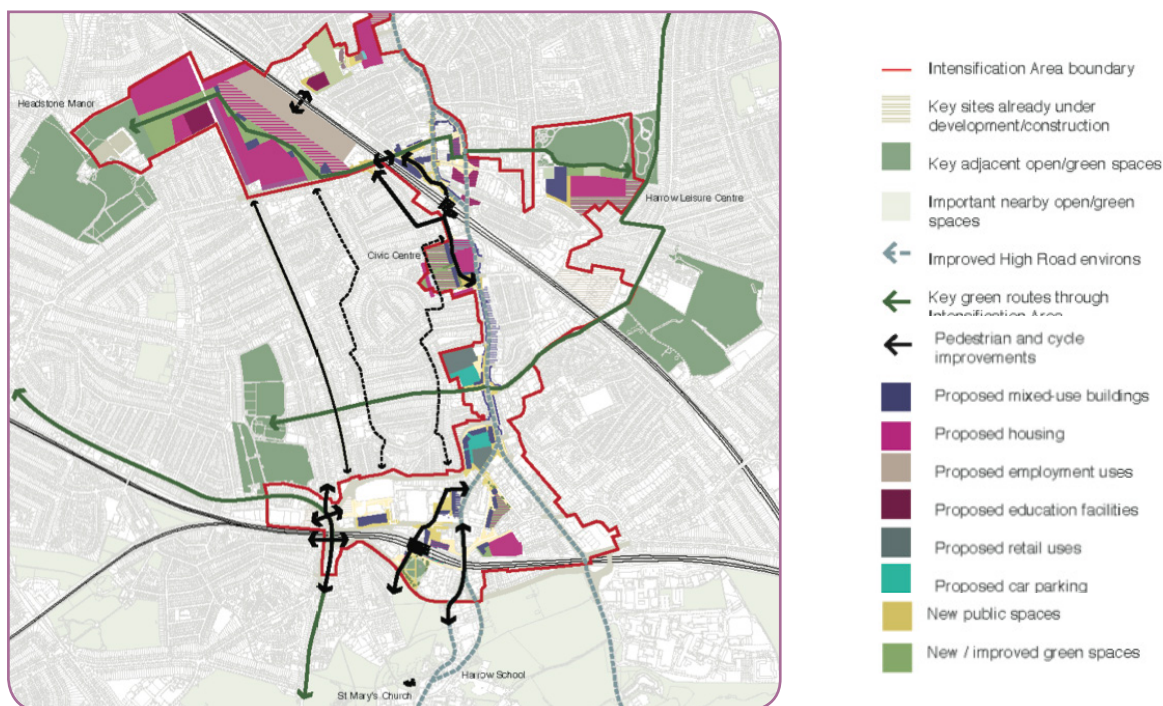 Headstone Manor
Harrow Leisure Centre
Civic Centre
Harrow School
St Mary's Church
Intensification Area boundary
Key sites already under
development/construction
Key adjacent open/green spaces
Important nearby open/green
spaces
Improved High Road environs
Key green routes through
Intensification Area
Pedestrian and cycle
improvements
Proposed mixed-use buildings
Proposed housing
Proposed employment uses
Proposed education facilities
Proposed retail uses
Proposed car parking
New public spaces
New / improved green spaces